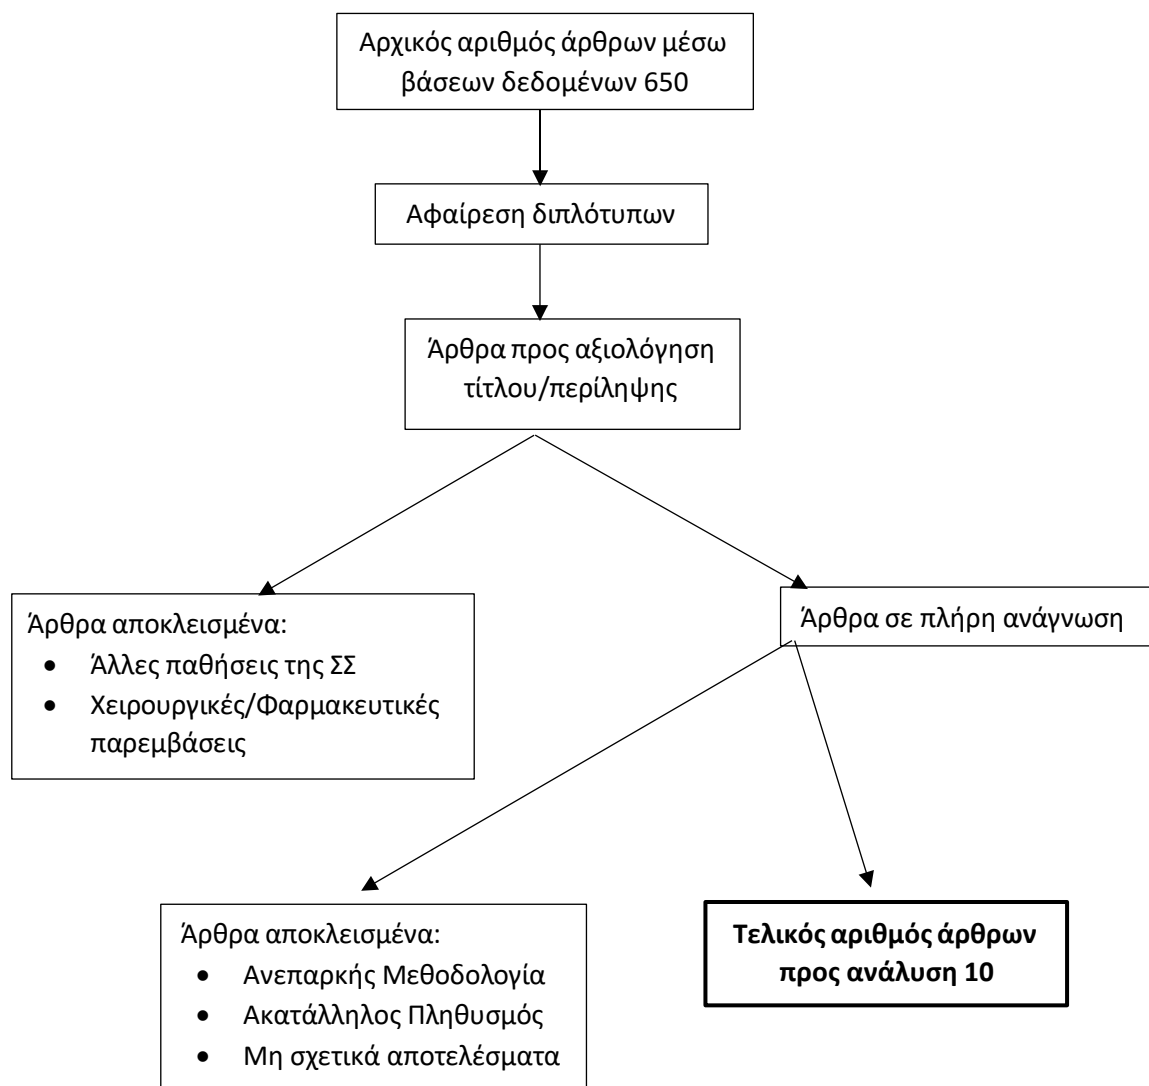 Αρχικός αριθμός άρθρων μέσω
βάσεων δεδομένων 650
Αφαίρεση διπλότυπων
Άρθρα προς αξιολόγηση
τίτλου/περίληψης
Άρθρα αποκλεισμένα:
• Άλλες παθήσεις της ΣΣ
• Χειρουργικές/Φαρμακευτικές
παρεμβάσεις
Άρθρα σε πλήρη ανάγνωση
Άρθρα αποκλεισμένα:
• Ανεπαρκής Μεθοδολογία
• Ακατάλληλος Πληθυσμός
• Μη σχετικά αποτελέσματα
Τελικός αριθμός άρθρων
προς ανάλυση 10